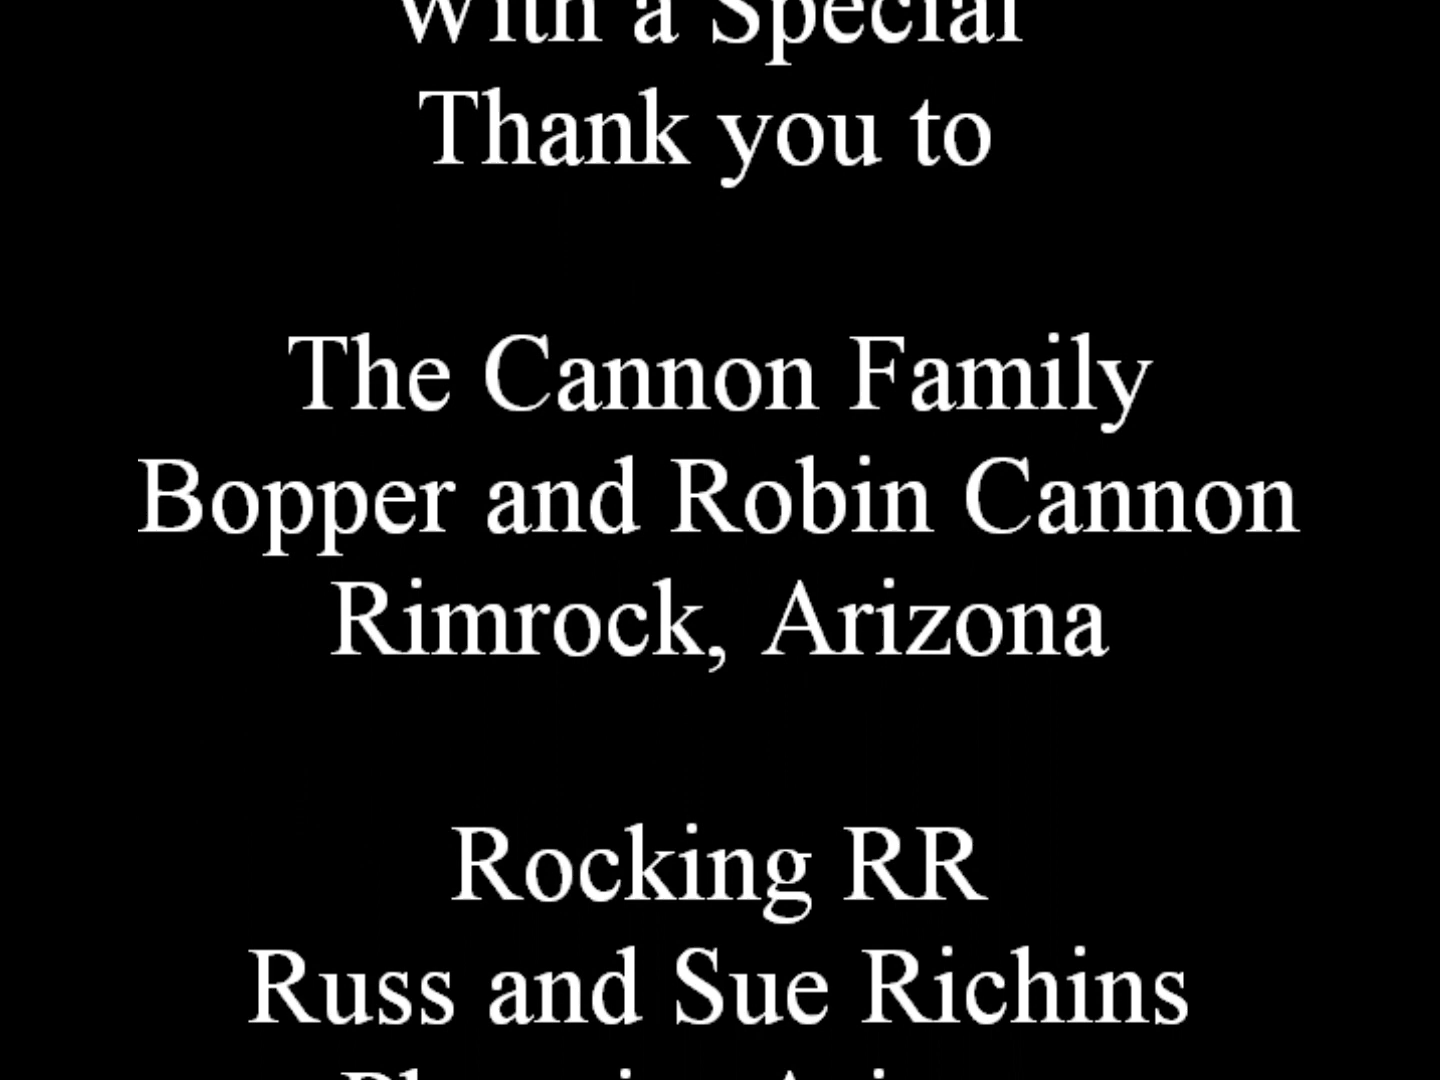 With a Special
Thank you to
The Cannon Family
Bopper and Robin Cannon
Rimrock, Arizona
Rocking RR
Russ and Sue Richins